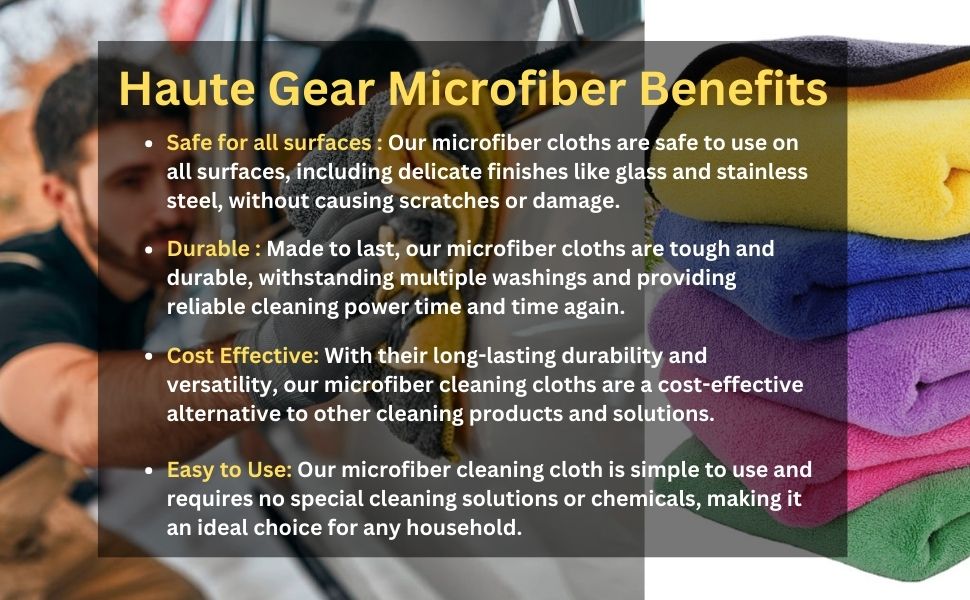 Haute Gear Microfiber Benefits
• Safe for all surfaces : Our microfiber cloths are safe to use on
all surfaces, including delicate finishes like glass and stainless
steel, without causing scratches or damage.
• Durable : Made to last, our microfiber cloths are tough and
durable, withstanding multiple washings and providing
reliable cleaning power time and time again.
• Cost Effective: With their long-lasting durability and
versatility, our microfiber cleaning cloths are a cost-effective
alternative to other cleaning products and solutions.
• Easy to Use: Our microfiber cleaning cloth is simple to use and
requires no special cleaning solutions or chemicals, making it
an ideal choice for any household.